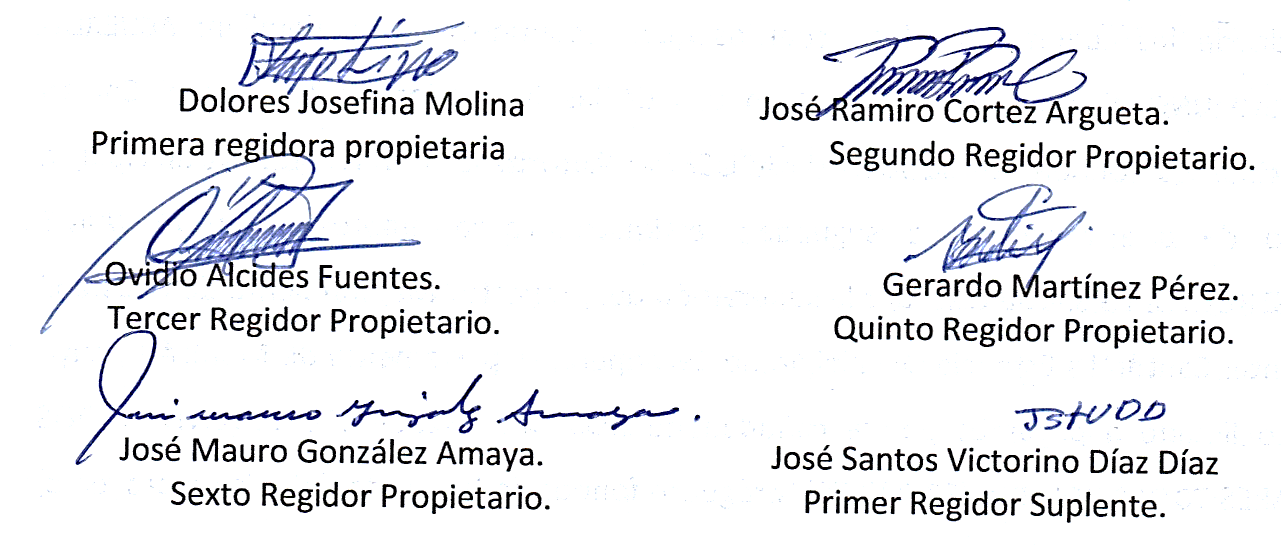 Dolores Josefina Molina
Primera regidora propietaria
José Ramiro Cortez Argueta.
Segundo Regidor Propietario.
Ovidio Alcides Fuentes.
Tercer Regidor Propietario.
Gerardo Martínez Pérez.
Quinto Regidor Propietario.
José Mauro González Amaya.
Sexto Regidor Propietario.
JStVDD
José Santos Victorino Díaz Díaz
Primer Regidor Suplente.